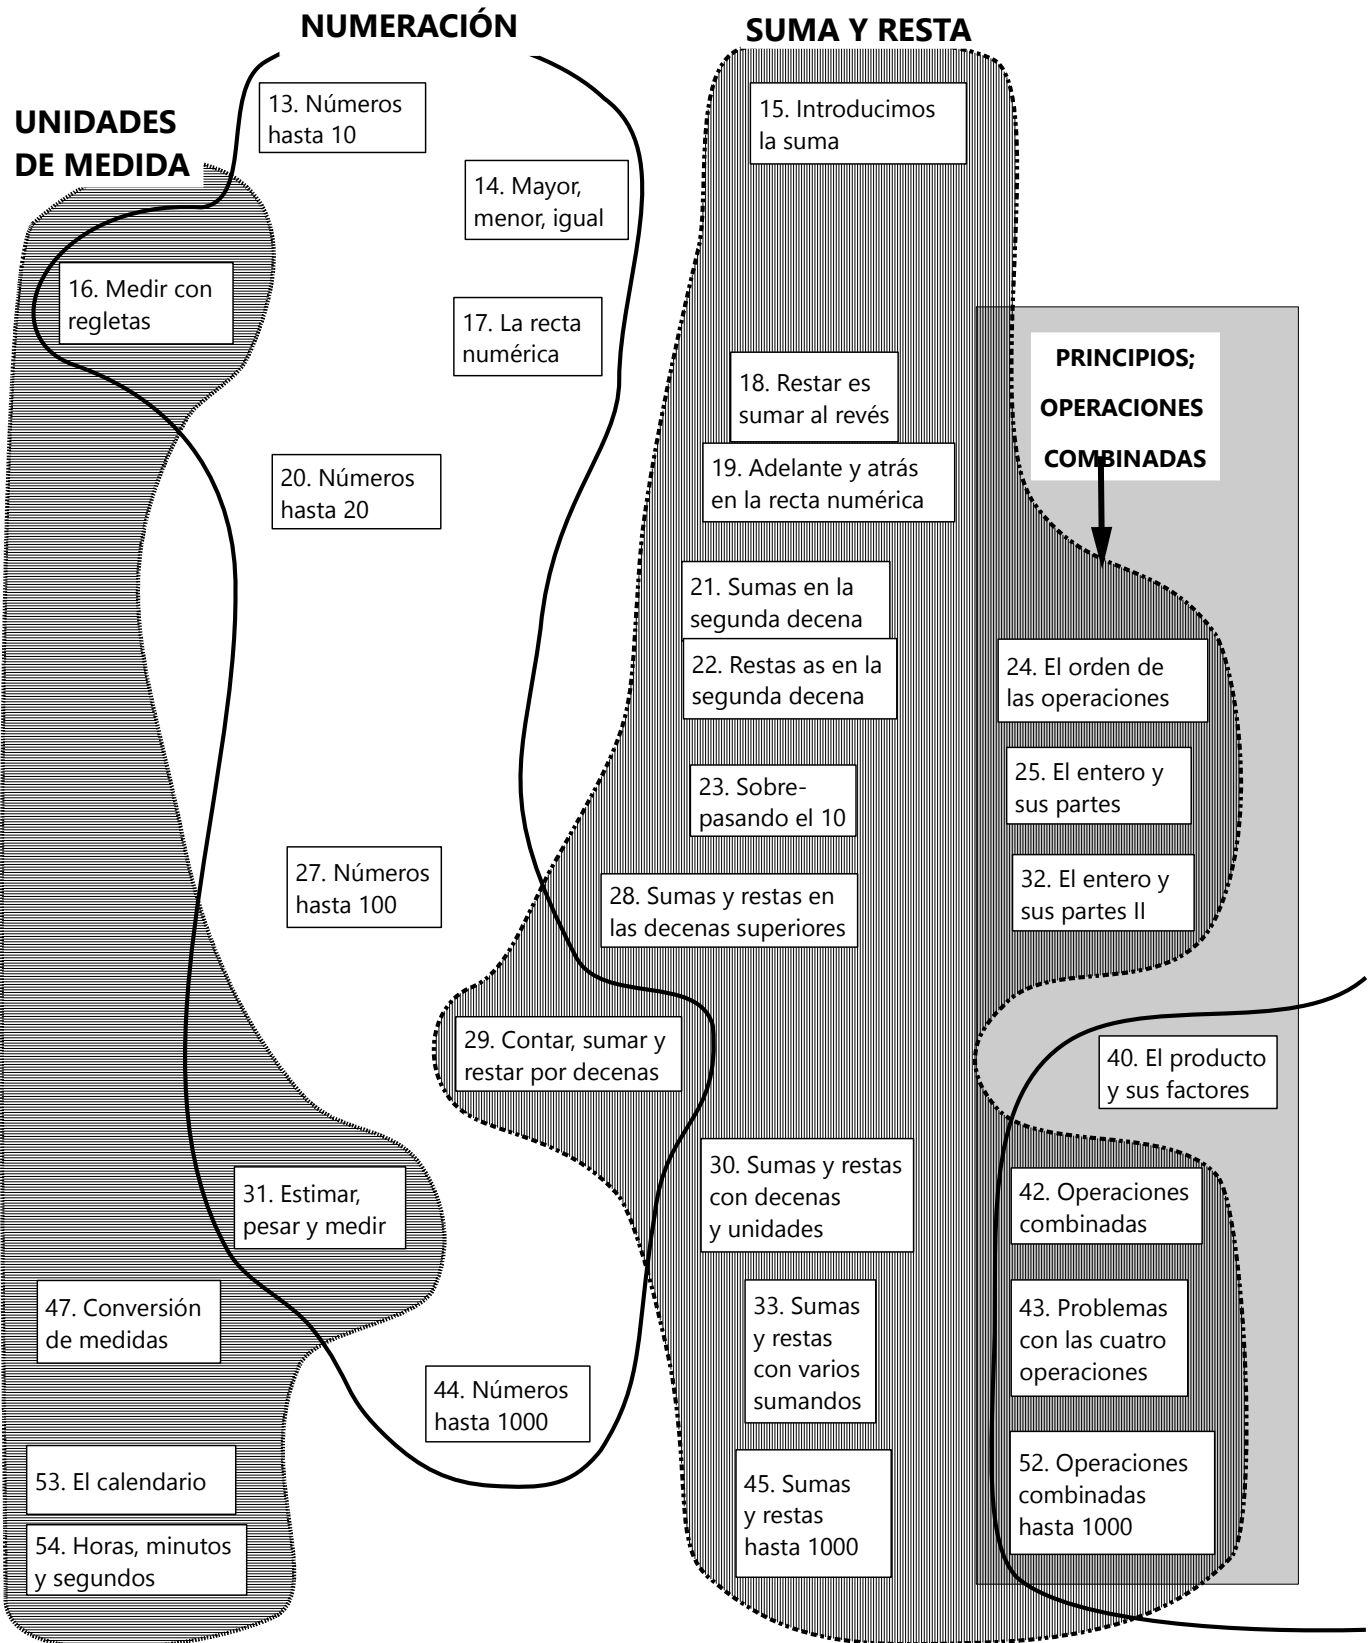 NUMERACIÓN
SUMA Y RESTA
UNIDADES
DE MEDIDA
13. Números
hasta 10
15. Introducimos
la suma
14. Mayor,
menor, igual
16. Medir con
regletas
17. La recta
numérica
PRINCIPIOS;
OPERACIONES
COMBINADAS
18. Restar es
sumar al revés
19. Adelante y atrás
en la recta numérica
20. Números
hasta 20
21. Sumas en la
segunda decena
22. Restas as en la
segunda decena
24. El orden de
las operaciones
23. Sobre-
pasando el 10
25. El entero y
sus partes
27. Números
hasta 100
28. Sumas y restas en
las decenas superiores
32. El entero y
sus partes II
29. Contar, sumar y
restar por decenas
40. El producto
y sus factores
30. Sumas y restas
con decenas
y unidades
31. Estimar,
pesar y medir
42. Operaciones
combinadas
47. Conversión
de medidas
33. Sumas
y restas
con varios
sumandos
43. Problemas
con las cuatro
operaciones
44. Números
hasta 1000
53. El calendario
45. Sumas
y restas
hasta 1000
52. Operaciones
combinadas
hasta 1000
54. Horas, minutos
y segundos